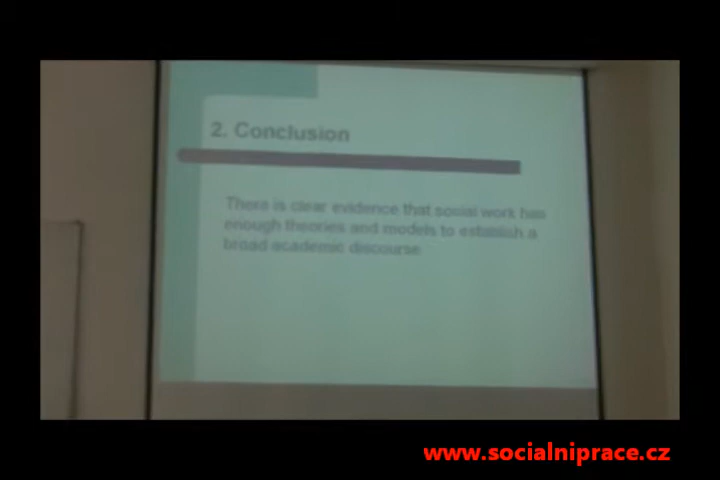 2. Conclusion
There is clear evidence that social work has
enough theories and models to establish a
broad academic discourse
www.socialniprace.cz